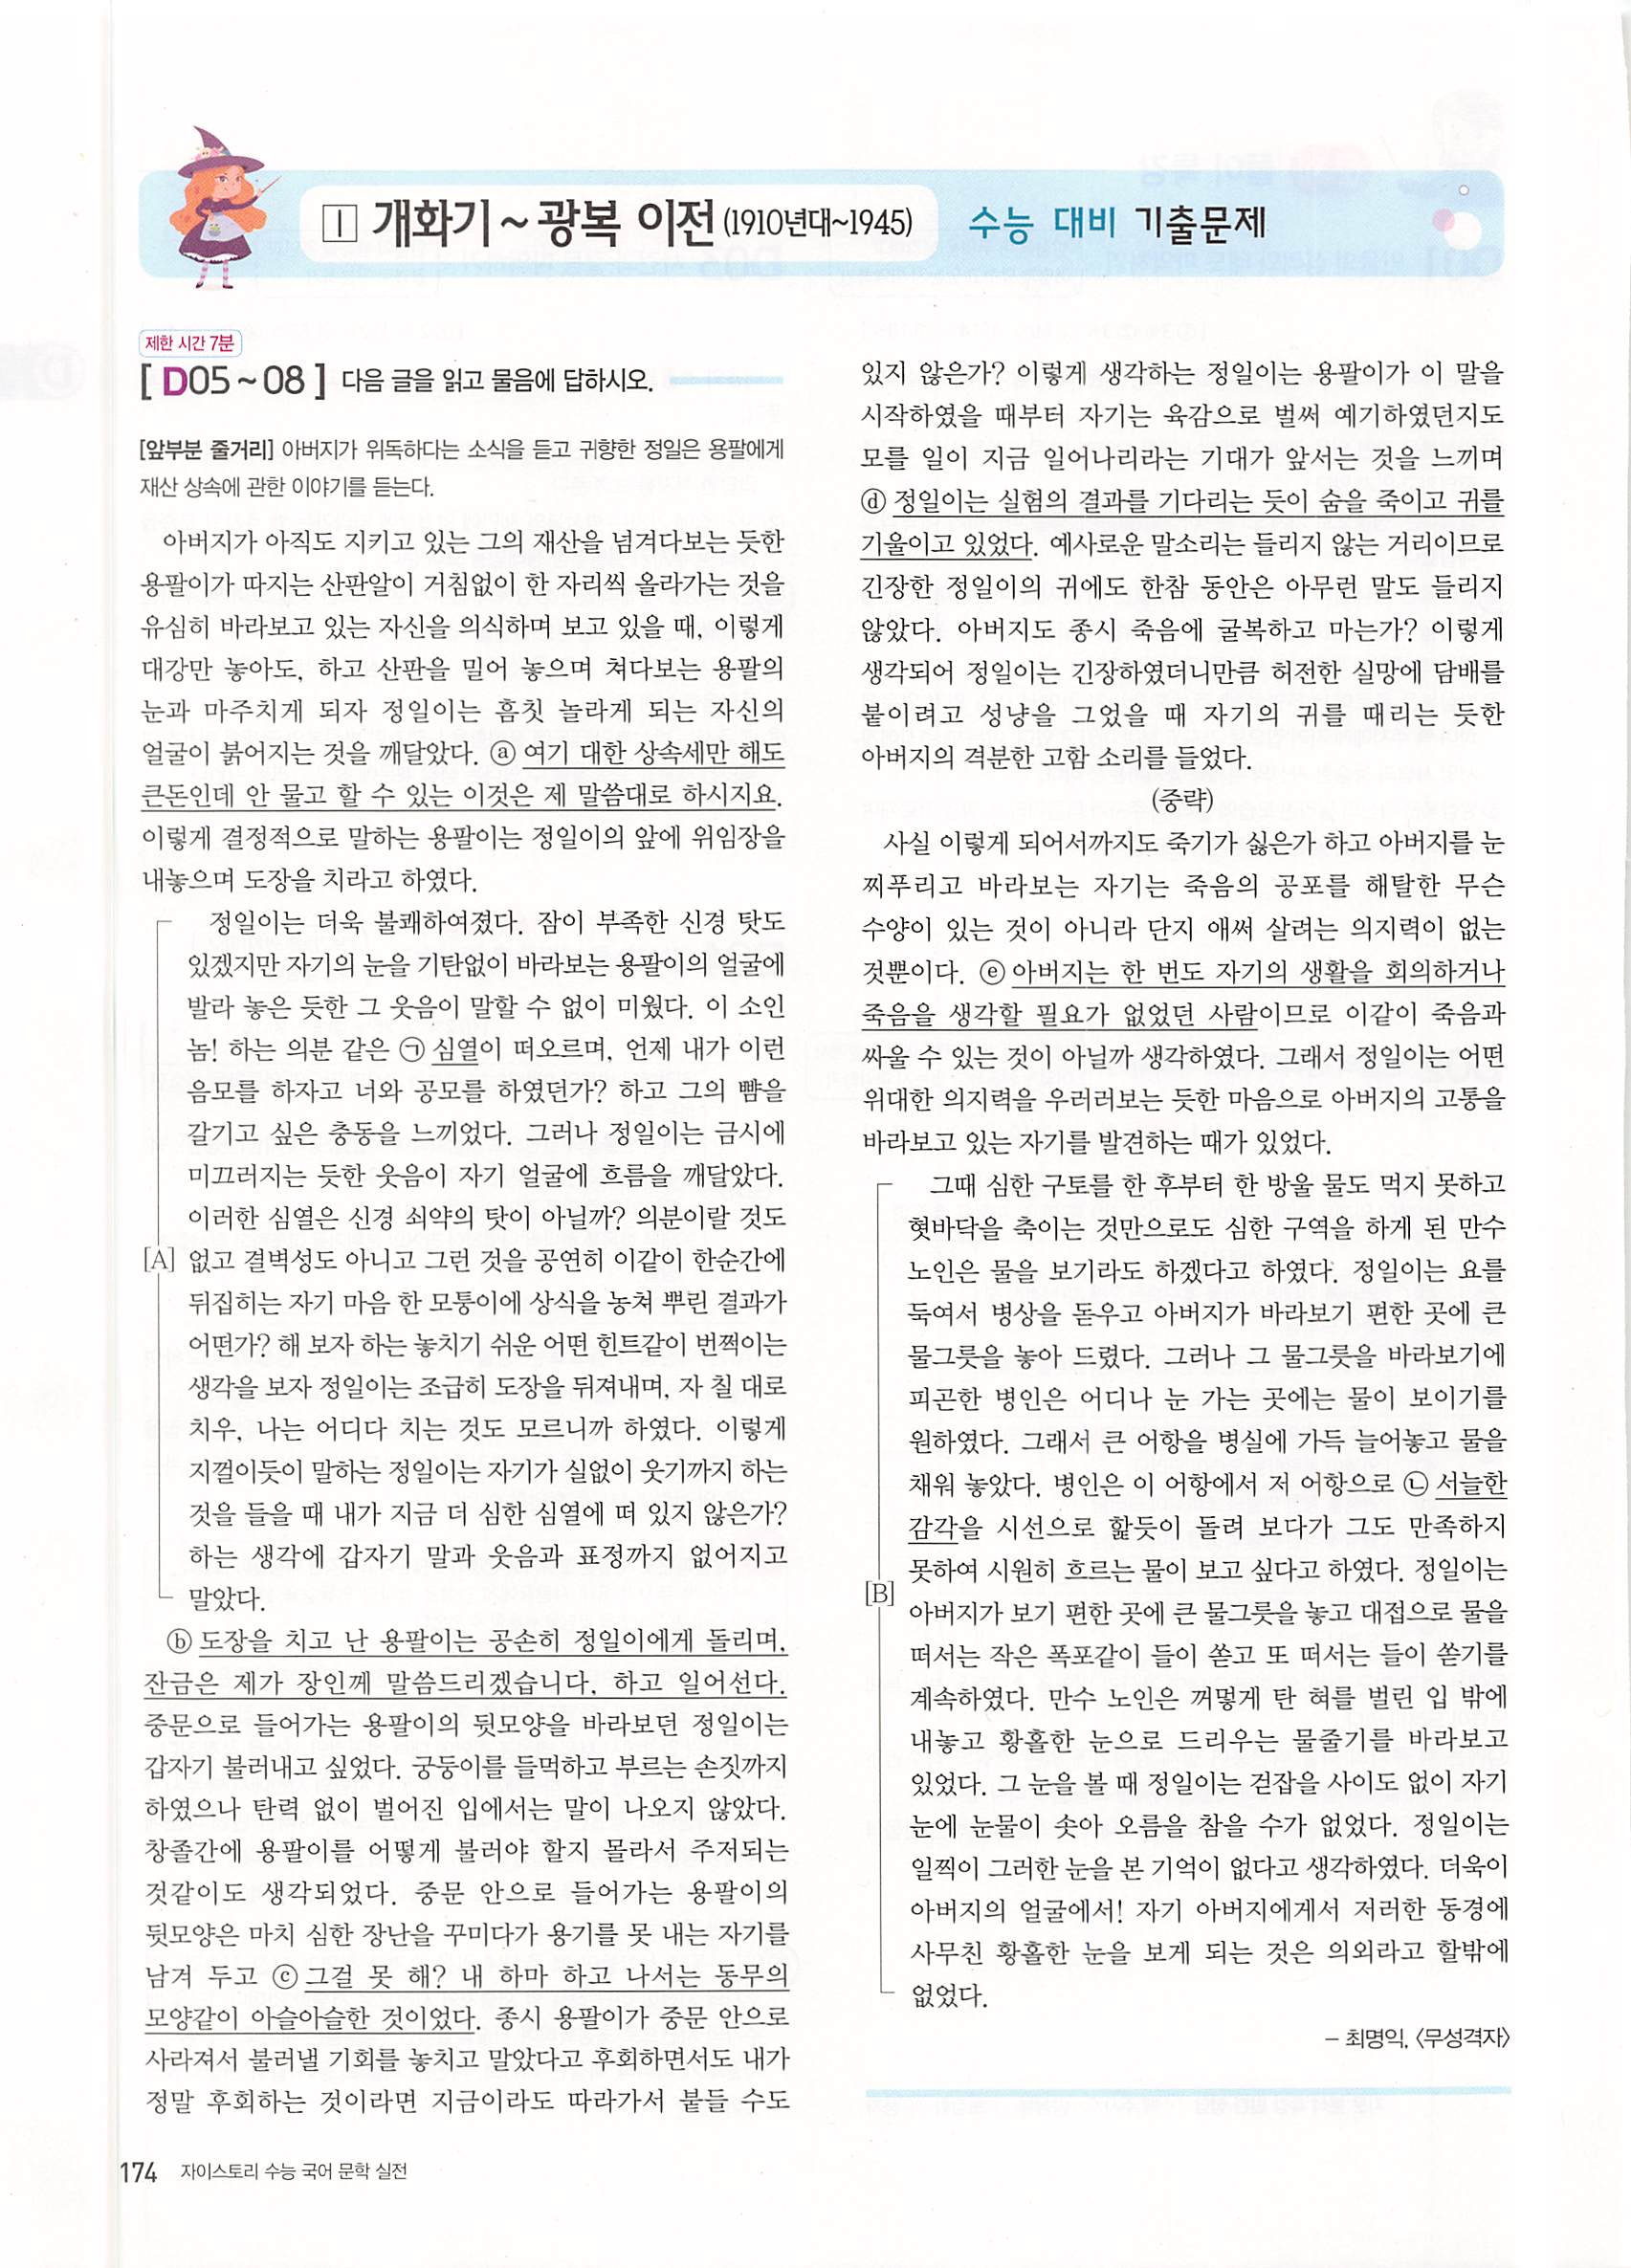 I 개화기~광복 이전(1910년대~1945) 수능 대비 기출문제
제한 시간 7분
[ D05~08 ] 다음 글을 읽고 물음에 답하시오.
[앞부분 줄거리] 아버지가 위독하다는 소식을 듣고 귀향한 정일은 용팔에게
재산 상속에 관한 이야기를 듣는다.
아버지가 아직도 지키고 있는 그의 재산을 넘겨다보는 듯한
용팔이가 따지는 산판알이 거침없이 한 자리씩 올라가는 것을
유심히 바라보고 있는 자신을 의식하며 보고 있을 때, 이렇게
대강만 놓아도, 하고 산판을 밀어 놓으며 쳐다보는 용팔의
눈과 마주치게 되자 정일이는 흠칫 놀라게 되는 자신의
얼굴이 붉어지는 것을 깨달았다. ⓐ 여기 대한 상속세만 해도
큰돈인데 안 물고 할 수 있는 이것은 제 말씀대로 하시지요.
이렇게 결정적으로 말하는 용팔이는 정일이의 앞에 위임장을
내놓으며 도장을 치라고 하였다.
정일이는 더욱 불쾌하여졌다. 잠이 부족한 신경 탓도
있겠지만 자기의 눈을 기탄없이 바라보는 용팔이의 얼굴에
발라 놓은 듯한 그 웃음이 말할 수 없이 미웠다. 이 소인
놈! 하는 의분 같은 ㉠ 심열이 떠오르며, 언제 내가 이런
음모를 하자고 너와 공모를 하였던가? 하고 그의 뺨을
갈기고 싶은 충동을 느끼었다. 그러나 정일이는 금시에
미끄러지는 듯한 웃음이 자기 얼굴에 흐름을 깨달았다.
이러한 심열은 신경 쇠약의 탓이 아닐까? 의분이랄 것도
[A] 없고 결벽성도 아니고 그런 것을 공연히 이같이 한순간에
뒤집히는 자기 마음 한 모퉁이에 상식을 놓쳐 뿌린 결과가
어떤가? 해 보자 하는 놓치기 쉬운 어떤 힌트같이 번쩍이는
생각을 보자 정일이는 조급히 도장을 뒤져내며, 자 칠 대로
치우, 나는 어디다 치는 것도 모르니까 하였다. 이렇게
지껄이듯이 말하는 정일이는 자기가 실없이 웃기까지 하는
것을 들을 때 내가 지금 더 심한 심열에 떠 있지 않은가?
하는 생각에 갑자기 말과 웃음과 표정까지 없어지고
말았다.
ⓑ 도장을 치고 난 용팔이는 공손히 정일이에게 돌리며,
잔금은 제가 장인께 말씀드리겠습니다, 하고 일어선다.
중문으로 들어가는 용팔이의 뒷모양을 바라보던 정일이는
갑자기 불러내고 싶었다. 궁둥이를 들먹하고 부르는 손짓까지
하였으나 탄력 없이 벌어진 입에서는 말이 나오지 않았다.
창졸간에 용팔이를 어떻게 불러야 할지 몰라서 주저되는
것같이도 생각되었다. 중문 안으로 들어가는 용팔이의
뒷모양은 마치 심한 장난을 꾸미다가 용기를 못 내는 자기를
남겨 두고 ⓒ 그걸 못 해? 내 하마 하고 나서는 동무의
모양같이 아슬아슬한 것이었다. 종시 용팔이가 중문 안으로
사라져서 불러낼 기회를 놓치고 말았다고 후회하면서도 내가
정말 후회하는 것이라면 지금이라도 따라가서 붙들 수도
있지 않은가? 이렇게 생각하는 정일이는 용팔이가 이 말을
시작하였을 때부터 자기는 육감으로 벌써 예기하였던지도
모를 일이 지금 일어나리라는 기대가 앞서는 것을 느끼며
ⓓ 정일이는 실험의 결과를 기다리는 듯이 숨을 죽이고 귀를
기울이고 있었다. 예사로운 말소리는 들리지 않는 거리이므로
긴장한 정일이의 귀에도 한참 동안은 아무런 말도 들리지
않았다. 아버지도 종시 죽음에 굴복하고 마는가? 이렇게
생각되어 정일이는 긴장하였더니만큼 허전한 실망에 담배를
붙이려고 성냥을 그었을 때 자기의 귀를 때리는 듯한
아버지의 격분한 고함 소리를 들었다.
(중략)
사실 이렇게 되어서까지도 죽기가 싫은가 하고 아버지를 눈
찌푸리고 바라보는 자기는 죽음의 공포를 해탈한 무슨
수양이 있는 것이 아니라 단지 애써 살려는 의지력이 없는
것뿐이다. ⓔ 아버지는 한 번도 자기의 생활을 회의하거나
죽음을 생각할 필요가 없었던 사람이므로 이같이 죽음과
싸울 수 있는 것이 아닐까 생각하였다. 그래서 정일이는 어떤
위대한 의지력을 우러러보는 듯한 마음으로 아버지의 고통을
바라보고 있는 자기를 발견하는 때가 있었다.
그때 심한 구토를 한 후부터 한 방울 물도 먹지 못하고
혓바닥을 축이는 것만으로도 심한 구역을 하게 된 만수
노인은 물을 보기라도 하겠다고 하였다. 정일이는 요를
둑여서 병상을 돋우고 아버지가 바라보기 편한 곳에 큰
물그릇을 놓아 드렸다. 그러나 그 물그릇을 바라보기에
피곤한 병인은 어디나 눈 가는 곳에는 물이 보이기를
원하였다. 그래서 큰 어항을 병실에 가득 늘어놓고 물을
채워 놓았다. 병인은 이 어항에서 저 어항으로 ㉡ 서늘한
감각을 시선으로 핥듯이 돌려 보다가 그도 만족하지
못하여 시원히 흐르는 물이 보고 싶다고 하였다. 정일이는
[B] 아버지가 보기 편한 곳에 큰 물그릇을 놓고 대접으로 물을
떠서는 작은 폭포같이 들이 쏟고 또 떠서는 들이 쏟기를
계속하였다. 만수 노인은 꺼멓게 탄 혀를 벌린 입 밖에
내놓고 황홀한 눈으로 드리우는 물줄기를 바라보고
있었다. 그 눈을 볼 때 정일이는 걷잡을 사이도 없이 자기
눈에 눈물이 솟아 오름을 참을 수가 없었다. 정일이는
일찍이 그러한 눈을 본 기억이 없다고 생각하였다. 더욱이
아버지의 얼굴에서! 자기 아버지에게서 저러한 동경에
사무친 황홀한 눈을 보게 되는 것은 의외라고 할밖에
없었다.
– 최명익, 〈무성격자〉
174 자이스토리 수능 국어 문학 실전